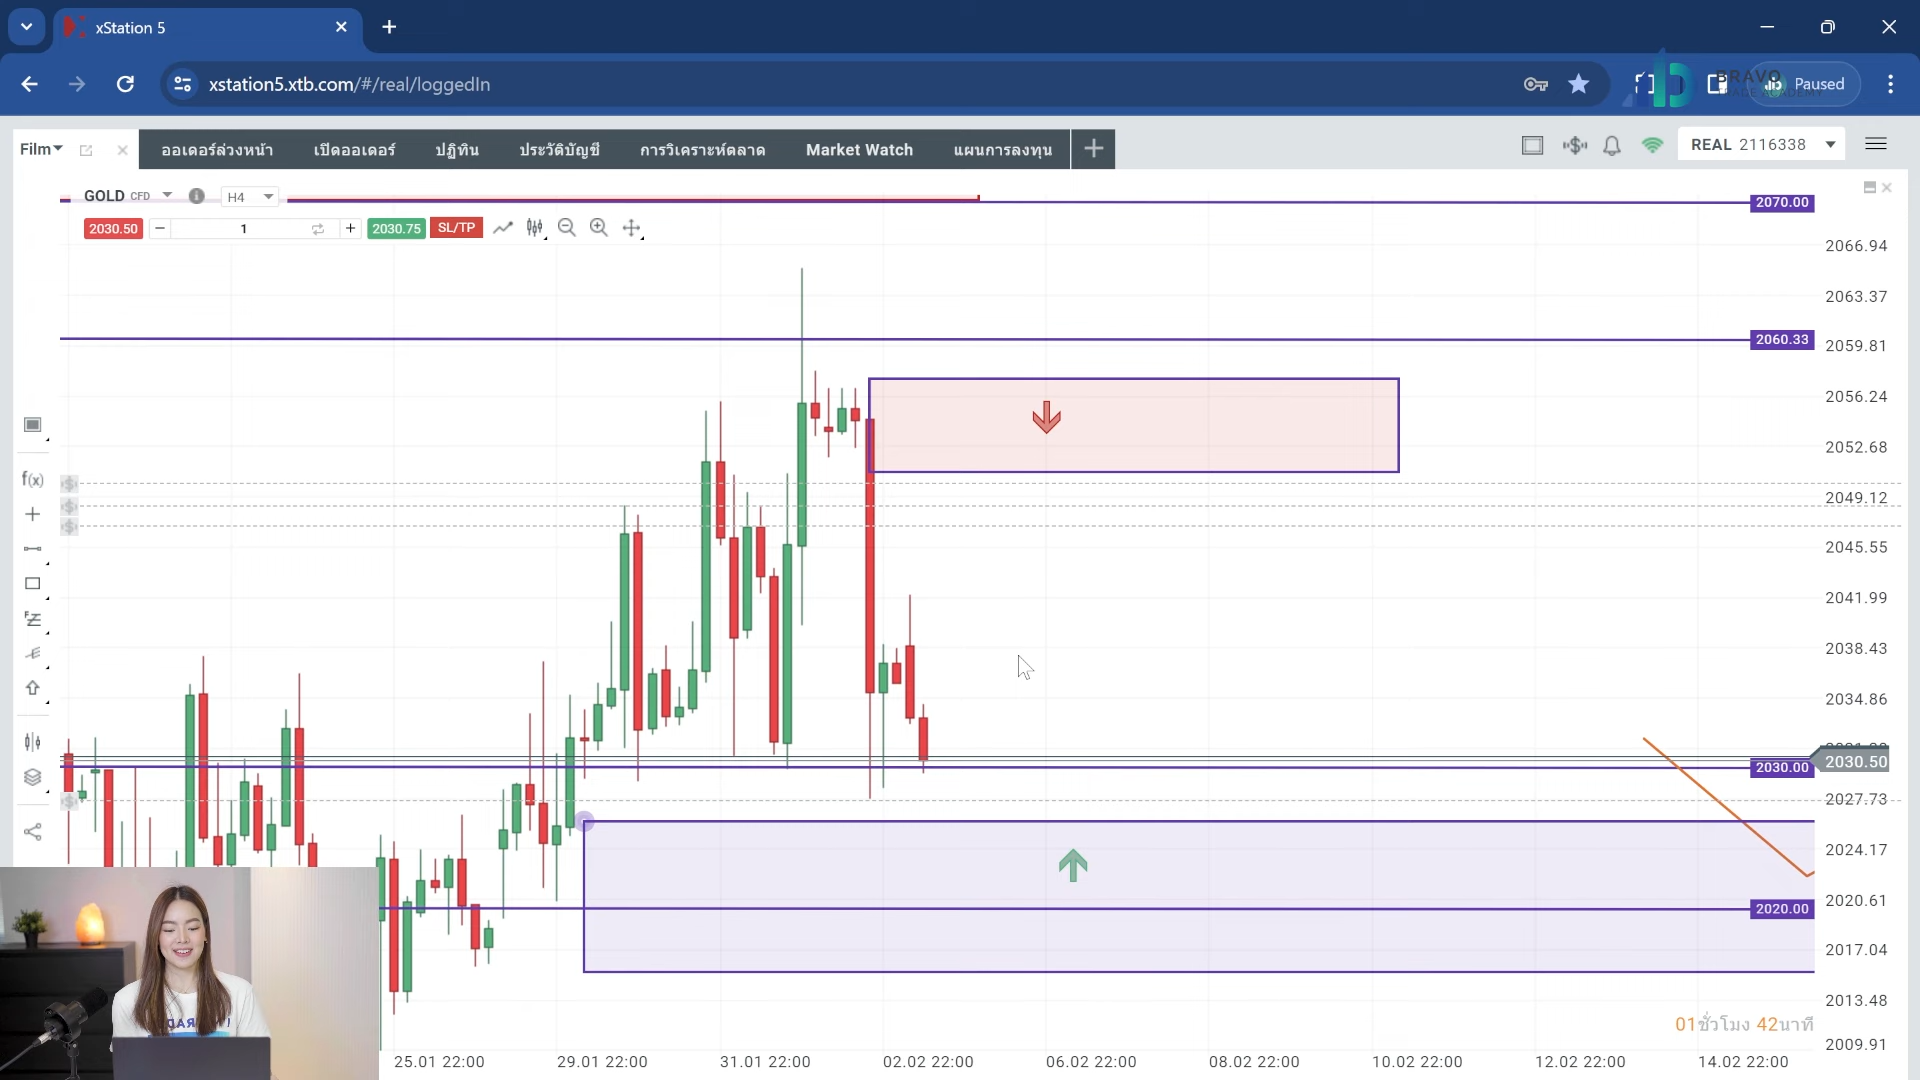 xStation 5
xstation5.xtb.com/#/real/loggedIn
BRAVO
Paused
Film
ออเดอร์ล่วงหน้า
เปิดออเดอร์
ปฏิทิน
ประวัติบัญชี
การวิเคราะห์ตลาด
Market Watch
แผนการลงทุน
REAL 2116338
GOLD CFD
H4
2030.50
1
2030.75
SL/TP
f(x)
2070.00
2066.94
2063.37
2060.33
2059.81
2056.24
2052.68
2049.12
2045.55
2041.99
2038.43
2034.86
2030.50
2030.00
2027.73
2024.17
2020.61
2020.00
2017.04
2013.48
2009.91
01ชั่วโมง 42นาที
25.01 22:00
29.01 22:00
31.01 22:00
02.02 22:00
06.02 22:00
08.02 22:00
10.02 22:00
12.02 22:00
14.02 22:00